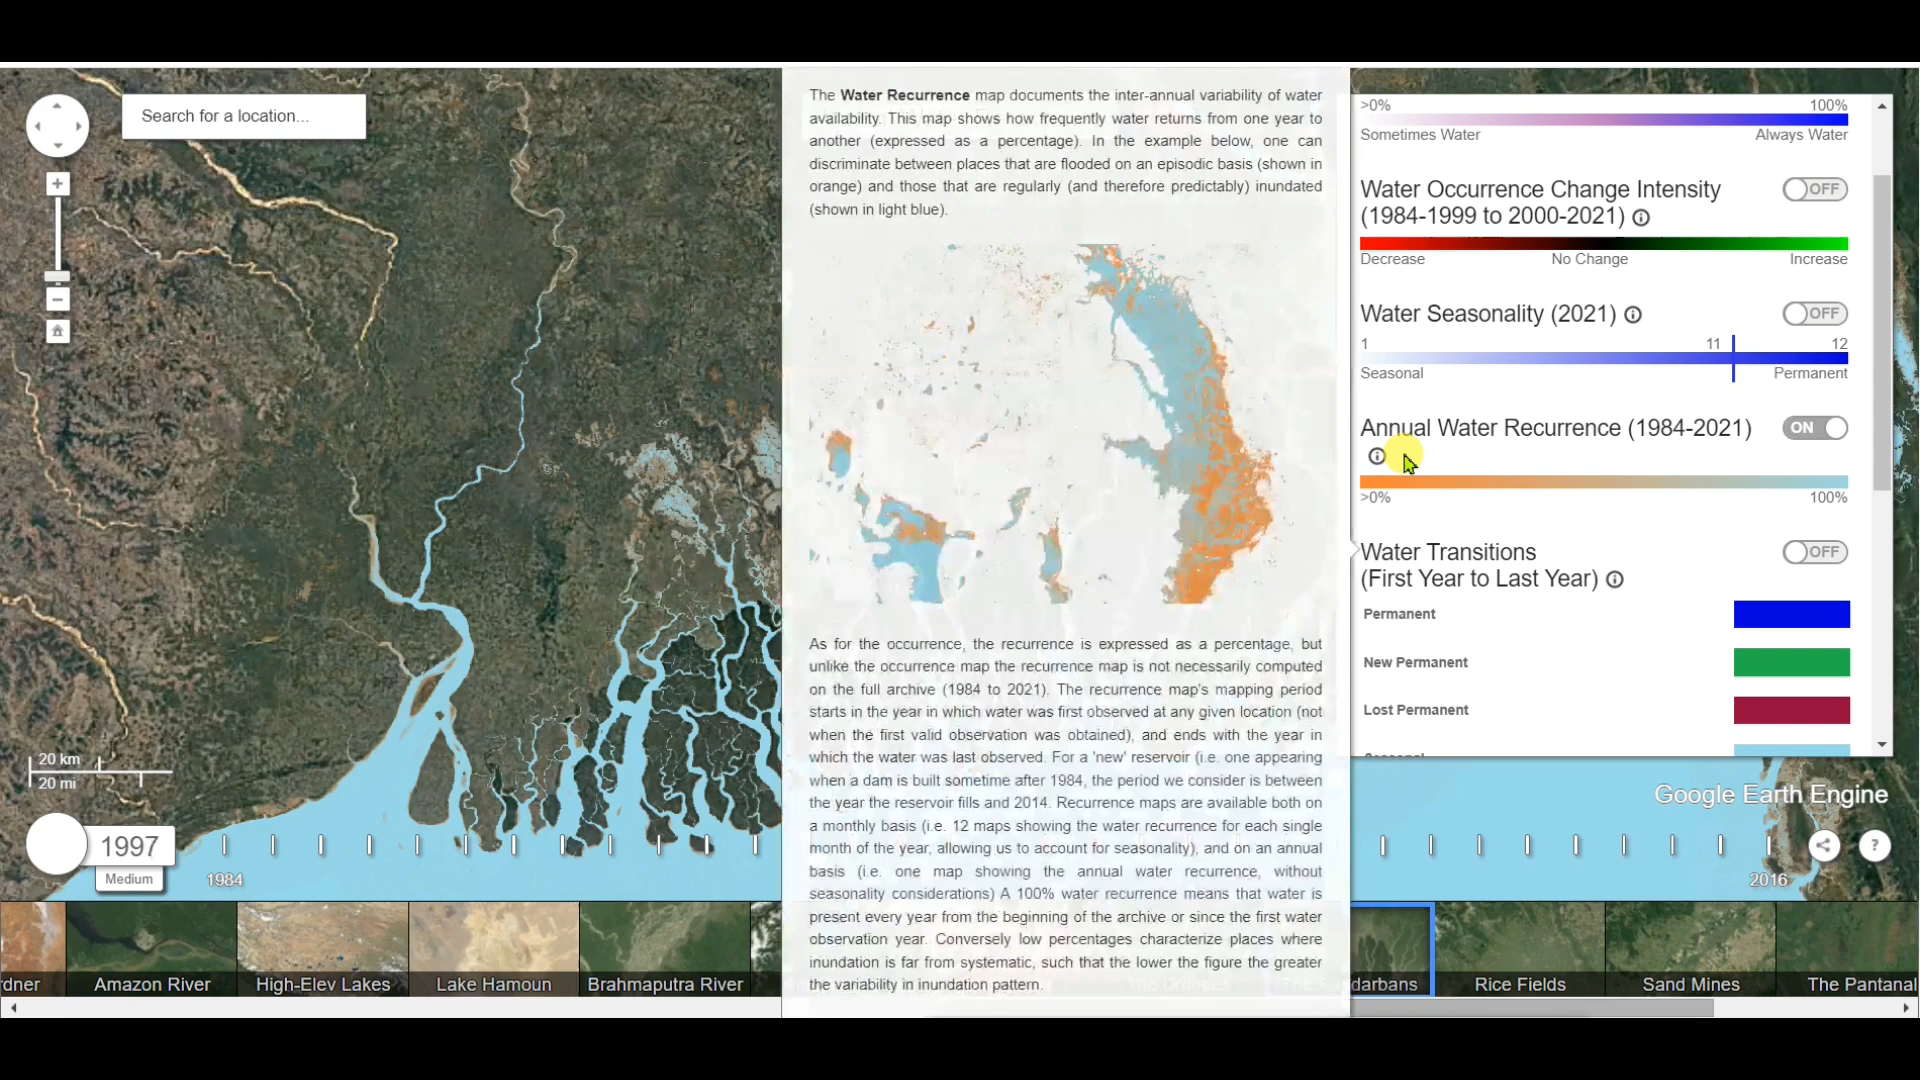 Search for a location...
The Water Recurrence map documents the inter-annual variability of water
availability. This map shows how frequently water returns from one year to
another (expressed as a percentage). In the example below, one can
discriminate between places that are flooded on an episodic basis (shown in
orange) and those that are regularly (and therefore predictably) inundated
(shown in light blue).
As for the occurrence, the recurrence is expressed as a percentage, but
unlike the occurrence map the recurrence map is not necessarily computed
on the full archive (1984 to 2021). The recurrence map's mapping period
starts in the year in which water was first observed at any given location (not
when the first valid observation was obtained), and ends with the year in
which the water was last observed. For a 'new' reservoir (i.e. one appearing
when a dam is built sometime after 1984, the period we consider is between
the year the reservoir fills and 2014. Recurrence maps are available both on
a monthly basis (i.e. 12 maps showing the water recurrence for each single
month of the year, allowing us to account for seasonality), and on an annual
basis (i.e. one map showing the annual water recurrence, without
seasonality considerations) A 100% water recurrence means that water is
present every year from the beginning of the archive or since the first water
observation year. Conversely low percentages characterize places where
inundation is far from systematic, such that the lower the figure the greater
the variability in inundation pattern.
>0% 100%
Sometimes Water Always Water
Water Occurrence Change Intensity OFF
(1984-1999 to 2000-2021)
Decrease No Change Increase
Water Seasonality (2021) OFF
1 11 12
Seasonal Permanent
Annual Water Recurrence (1984-2021) ON
>0% 100%
Water Transitions OFF
(First Year to Last Year)
Permanent
New Permanent
Lost Permanent
20 km
20 mi
Google Earth Engine
1997
Medium
1984
2016
?
rdner Amazon River High-Elev Lakes Lake Hamoun Brahmaputra River darbans Rice Fields Sand Mines The Pantanal